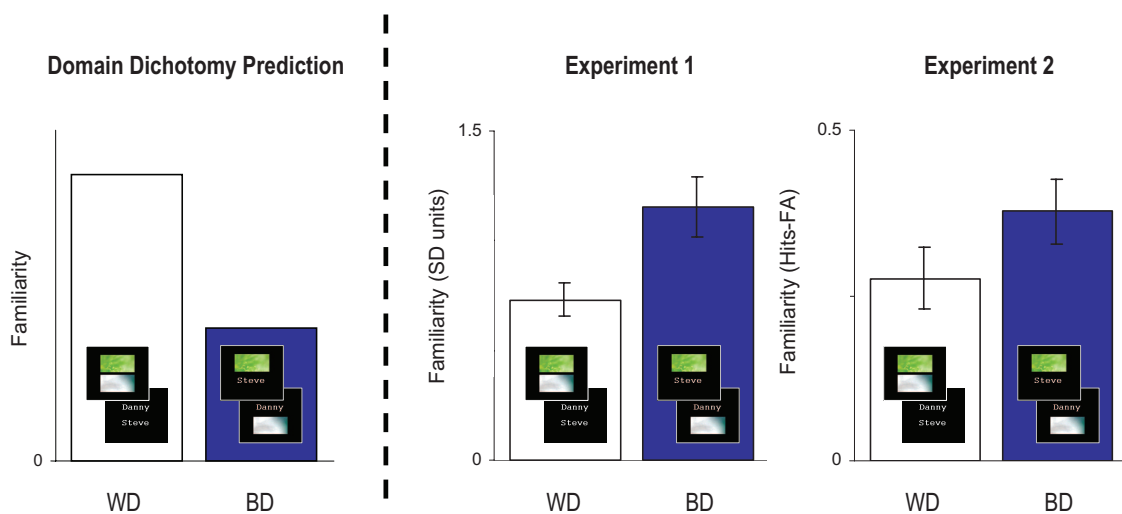 Domain Dichotomy Prediction
Familiarity
0
Danny
Steve
Steve
Danny
WD
BD
Experiment 1
Familiarity (SD units)
1.5
0
Danny
Steve
Steve
Danny
WD
BD
Experiment 2
Familiarity (Hits-FA)
0.5
0
Danny
Steve
Steve
Danny
WD
BD